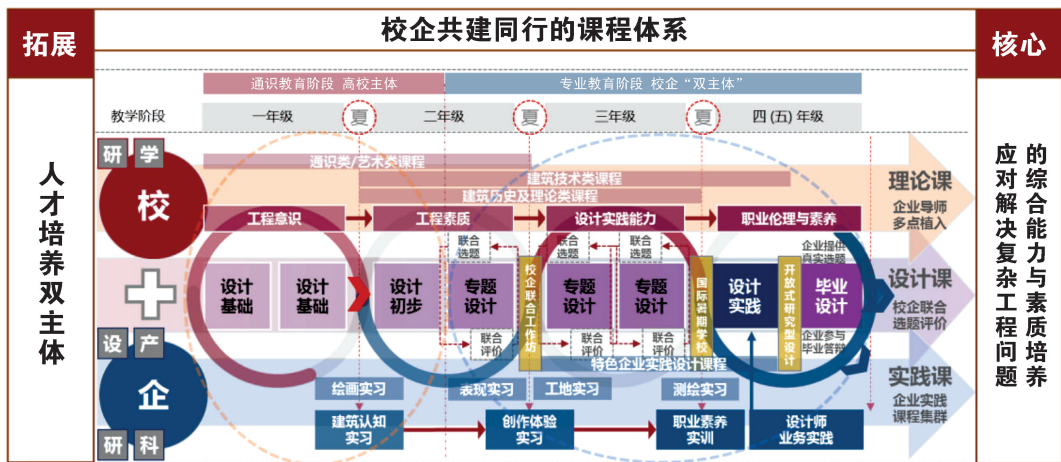 校企共建同行的课程体系
拓展
核心
人才培养双主体
应对解决复杂工程问题
的综合能力与素质培养
通识教育阶段 高校主体
专业教育阶段 校企“双主体”
教学阶段
一年级
夏
二年级
夏
三年级
夏
四(五)年级
研 学
校
通识类/艺术类课程
建筑技术类课程
建筑历史及理论类课程
理论课
企业导师
多点植入
工程意识
工程素质
设计实践能力
职业伦理与素养
联合
选题
联合
选题
联合
选题
企业提供
真实选题
设计
基础
设计
基础
设计
初步
专题
设计
校企联合工作坊
专题
设计
专题
设计
国际暑期学校
设计
实践
开放式研究型设计
毕业
设计
设计课
校企联合
选题评价
联合
评价
联合
评价
联合
评价
企业参与
毕业答辩
设 产
企
研 科
特色企业实践设计课程
实践课
企业实践
课程集群
绘画实习
表现实习
工地实习
测绘实习
建筑认知
实习
创作体验
实习
职业素养
实训
设计师
业务实践